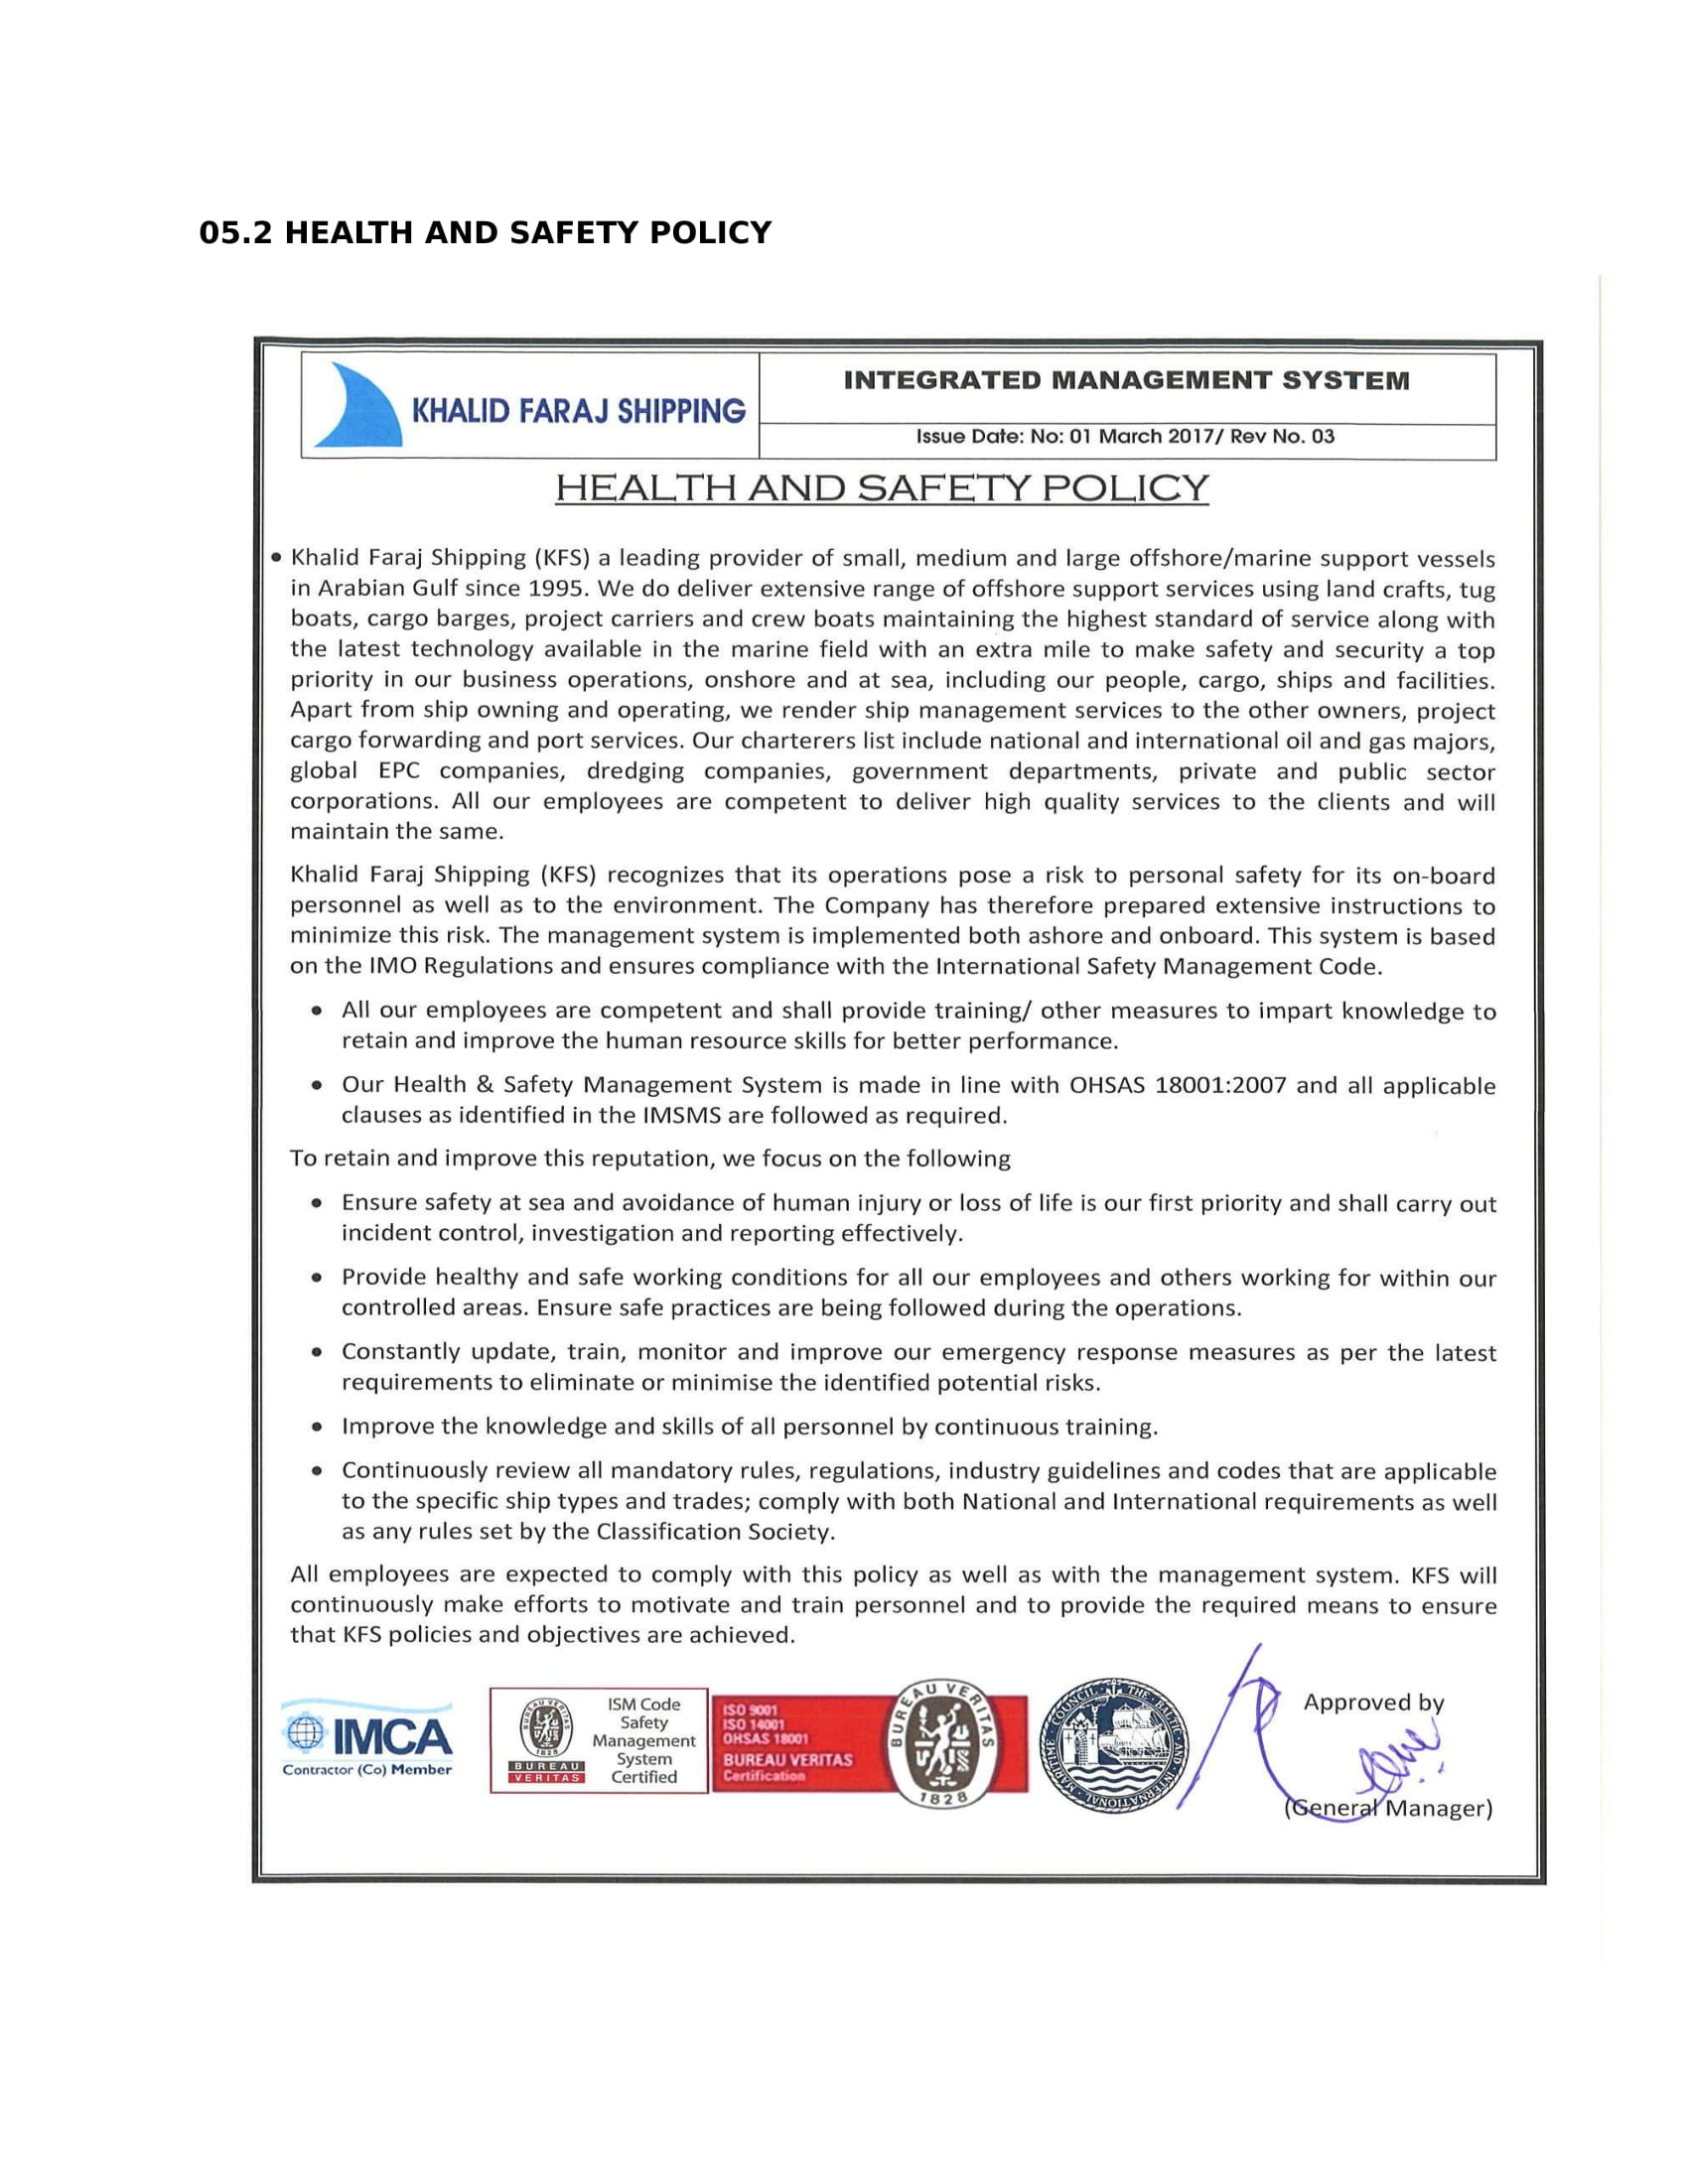 05.2 HEALTH AND SAFETY POLICY
KHALID FARAJ SHIPPING
INTEGRATED MANAGEMENT SYSTEM
Issue Date: No: 01 March 2017/ Rev No. 03
HEALTH AND SAFETY POLICY
• Khalid Faraj Shipping (KFS) a leading provider of small, medium and large offshore/marine support vessels
in Arabian Gulf since 1995. We do deliver extensive range of offshore support services using land crafts, tug
boats, cargo barges, project carriers and crew boats maintaining the highest standard of service along with
the latest technology available in the marine field with an extra mile to make safety and security a top
priority in our business operations, onshore and at sea, including our people, cargo, ships and facilities.
Apart from ship owning and operating, we render ship management services to the other owners, project
cargo forwarding and port services. Our charterers list include national and international oil and gas majors,
global EPC companies, dredging companies, government departments, private and public sector
corporations. All our employees are competent to deliver high quality services to the clients and will
maintain the same.
Khalid Faraj Shipping (KFS) recognizes that its operations pose a risk to personal safety for its on-board
personnel as well as to the environment. The Company has therefore prepared extensive instructions to
minimize this risk. The management system is implemented both ashore and onboard. This system is based
on the IMO Regulations and ensures compliance with the International Safety Management Code.
• All our employees are competent and shall provide training/ other measures to impart knowledge to
retain and improve the human resource skills for better performance.
• Our Health & Safety Management System is made in line with OHSAS 18001:2007 and all applicable
clauses as identified in the IMSMS are followed as required.
To retain and improve this reputation, we focus on the following
• Ensure safety at sea and avoidance of human injury or loss of life is our first priority and shall carry out
incident control, investigation and reporting effectively.
• Provide healthy and safe working conditions for all our employees and others working for within our
controlled areas. Ensure safe practices are being followed during the operations.
• Constantly update, train, monitor and improve our emergency response measures as per the latest
requirements to eliminate or minimise the identified potential risks.
• Improve the knowledge and skills of all personnel by continuous training.
• Continuously review all mandatory rules, regulations, industry guidelines and codes that are applicable
to the specific ship types and trades; comply with both National and International requirements as well
as any rules set by the Classification Society.
All employees are expected to comply with this policy as well as with the management system. KFS will
continuously make efforts to motivate and train personnel and to provide the required means to ensure
that KFS policies and objectives are achieved.
IMCA
Contractor (Co) Member
BUREAU VERITAS
1828
BUREAU
VERITAS
ISM Code
Safety
Management
System
Certified
ISO 9001
ISO 14001
OHSAS 18001
BUREAU VERITAS
Certification
BUREAU VERITAS
1828
THE BALTIC AND INTERNATIONAL MARITIME COUNCIL
Approved by
(General Manager)